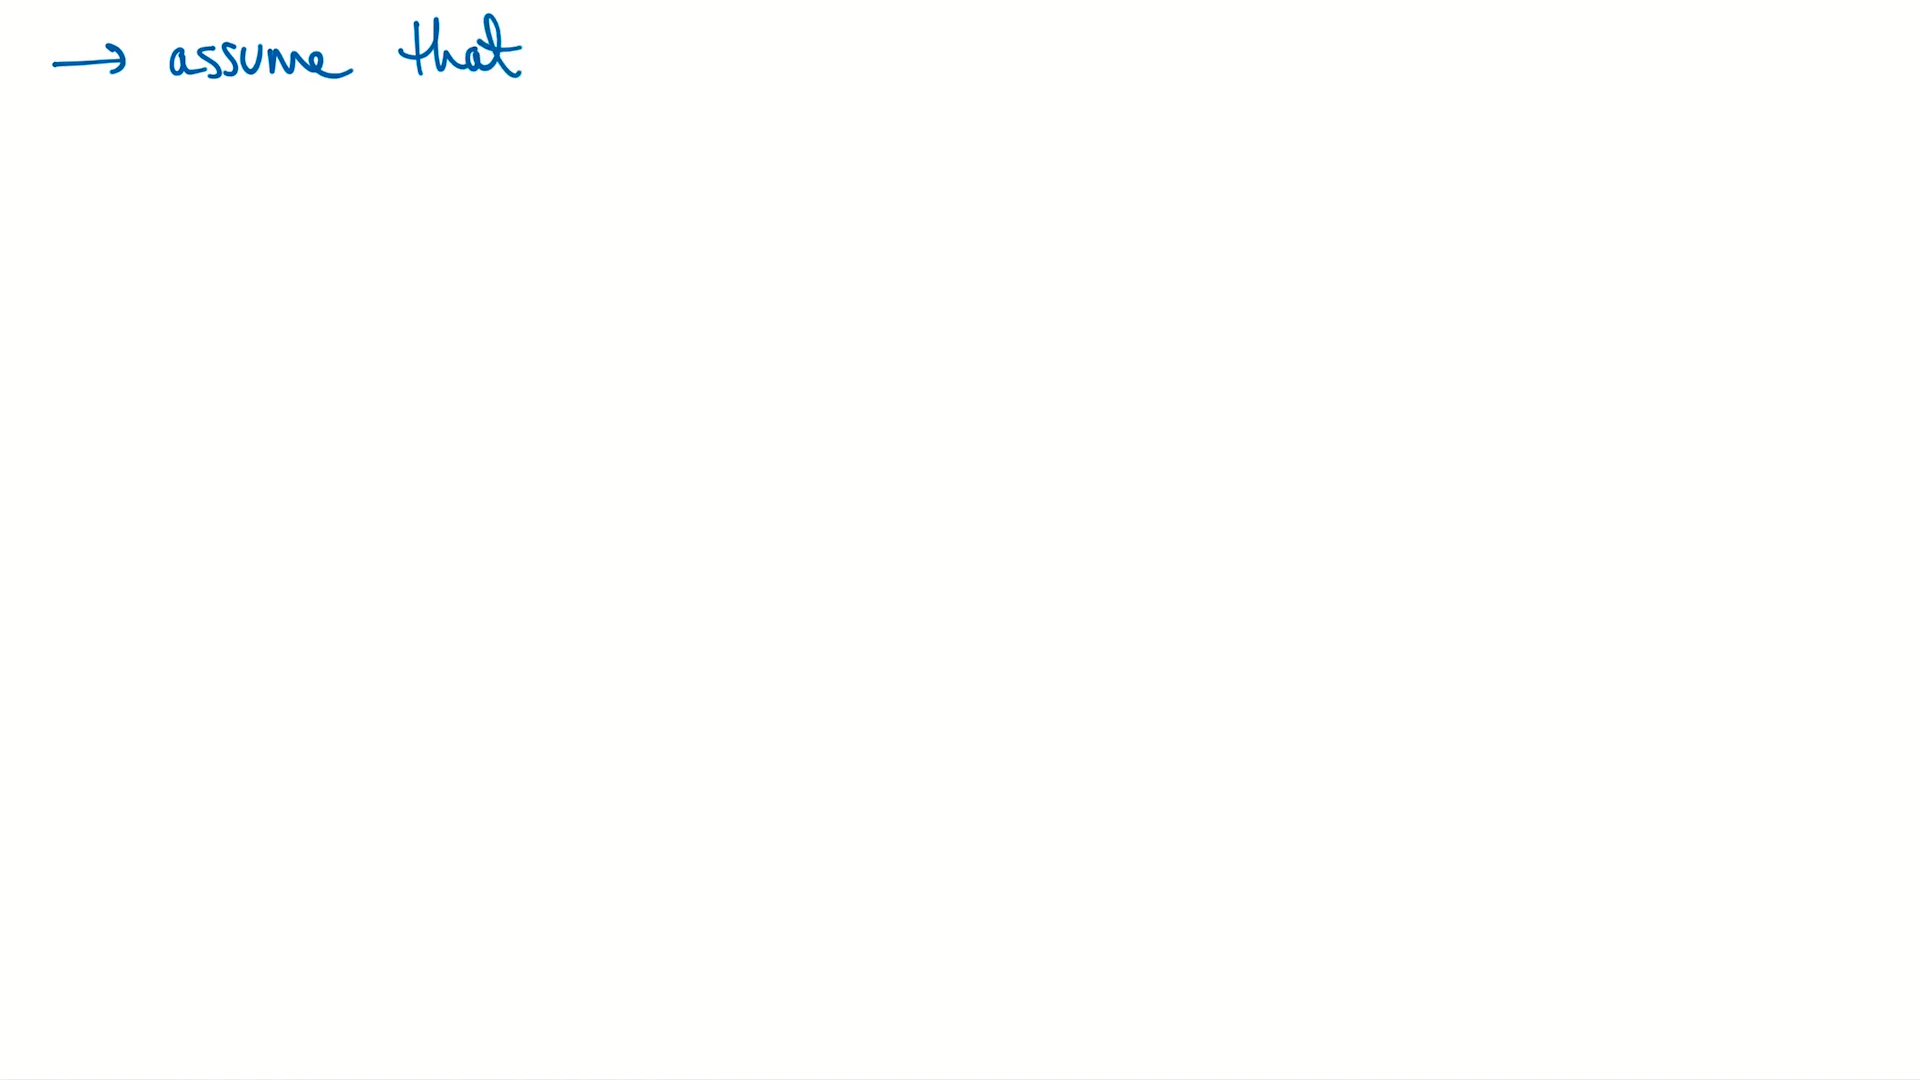 → assume that